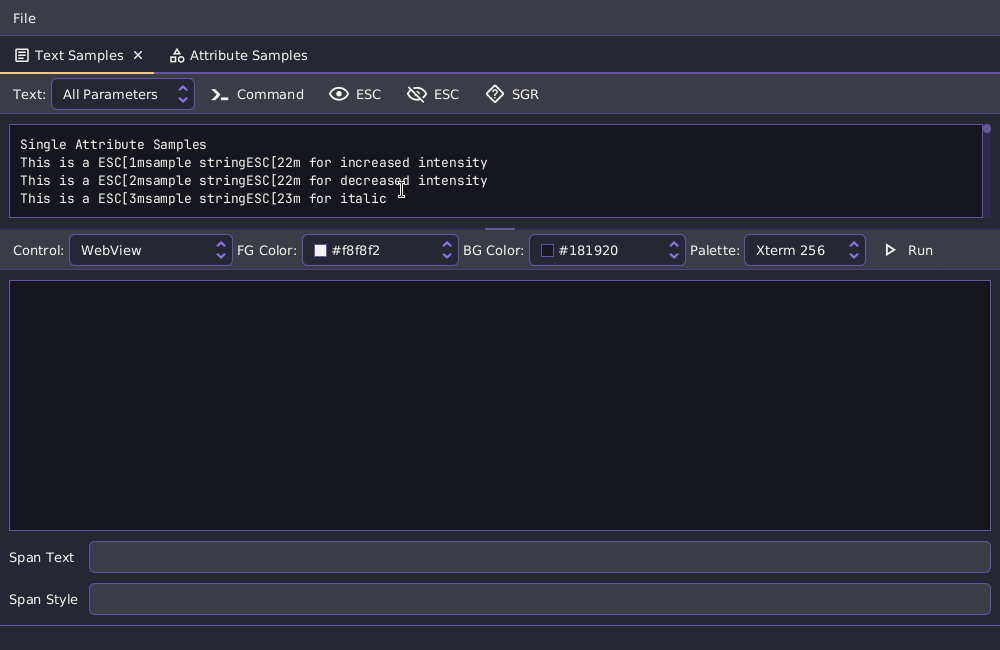 File
Text Samples
Attribute Samples
Text: All Parameters Command ESC ESC SGR
Single Attribute Samples
This is a ESC[1msample stringESC[22m for increased intensity
This is a ESC[2msample stringESC[22m for decreased intensity
This is a ESC[3msample stringESC[23m for italic
Control: WebView FG Color: #f8f8f2 BG Color: #181920 Palette: Xterm 256 Run
Span Text
Span Style